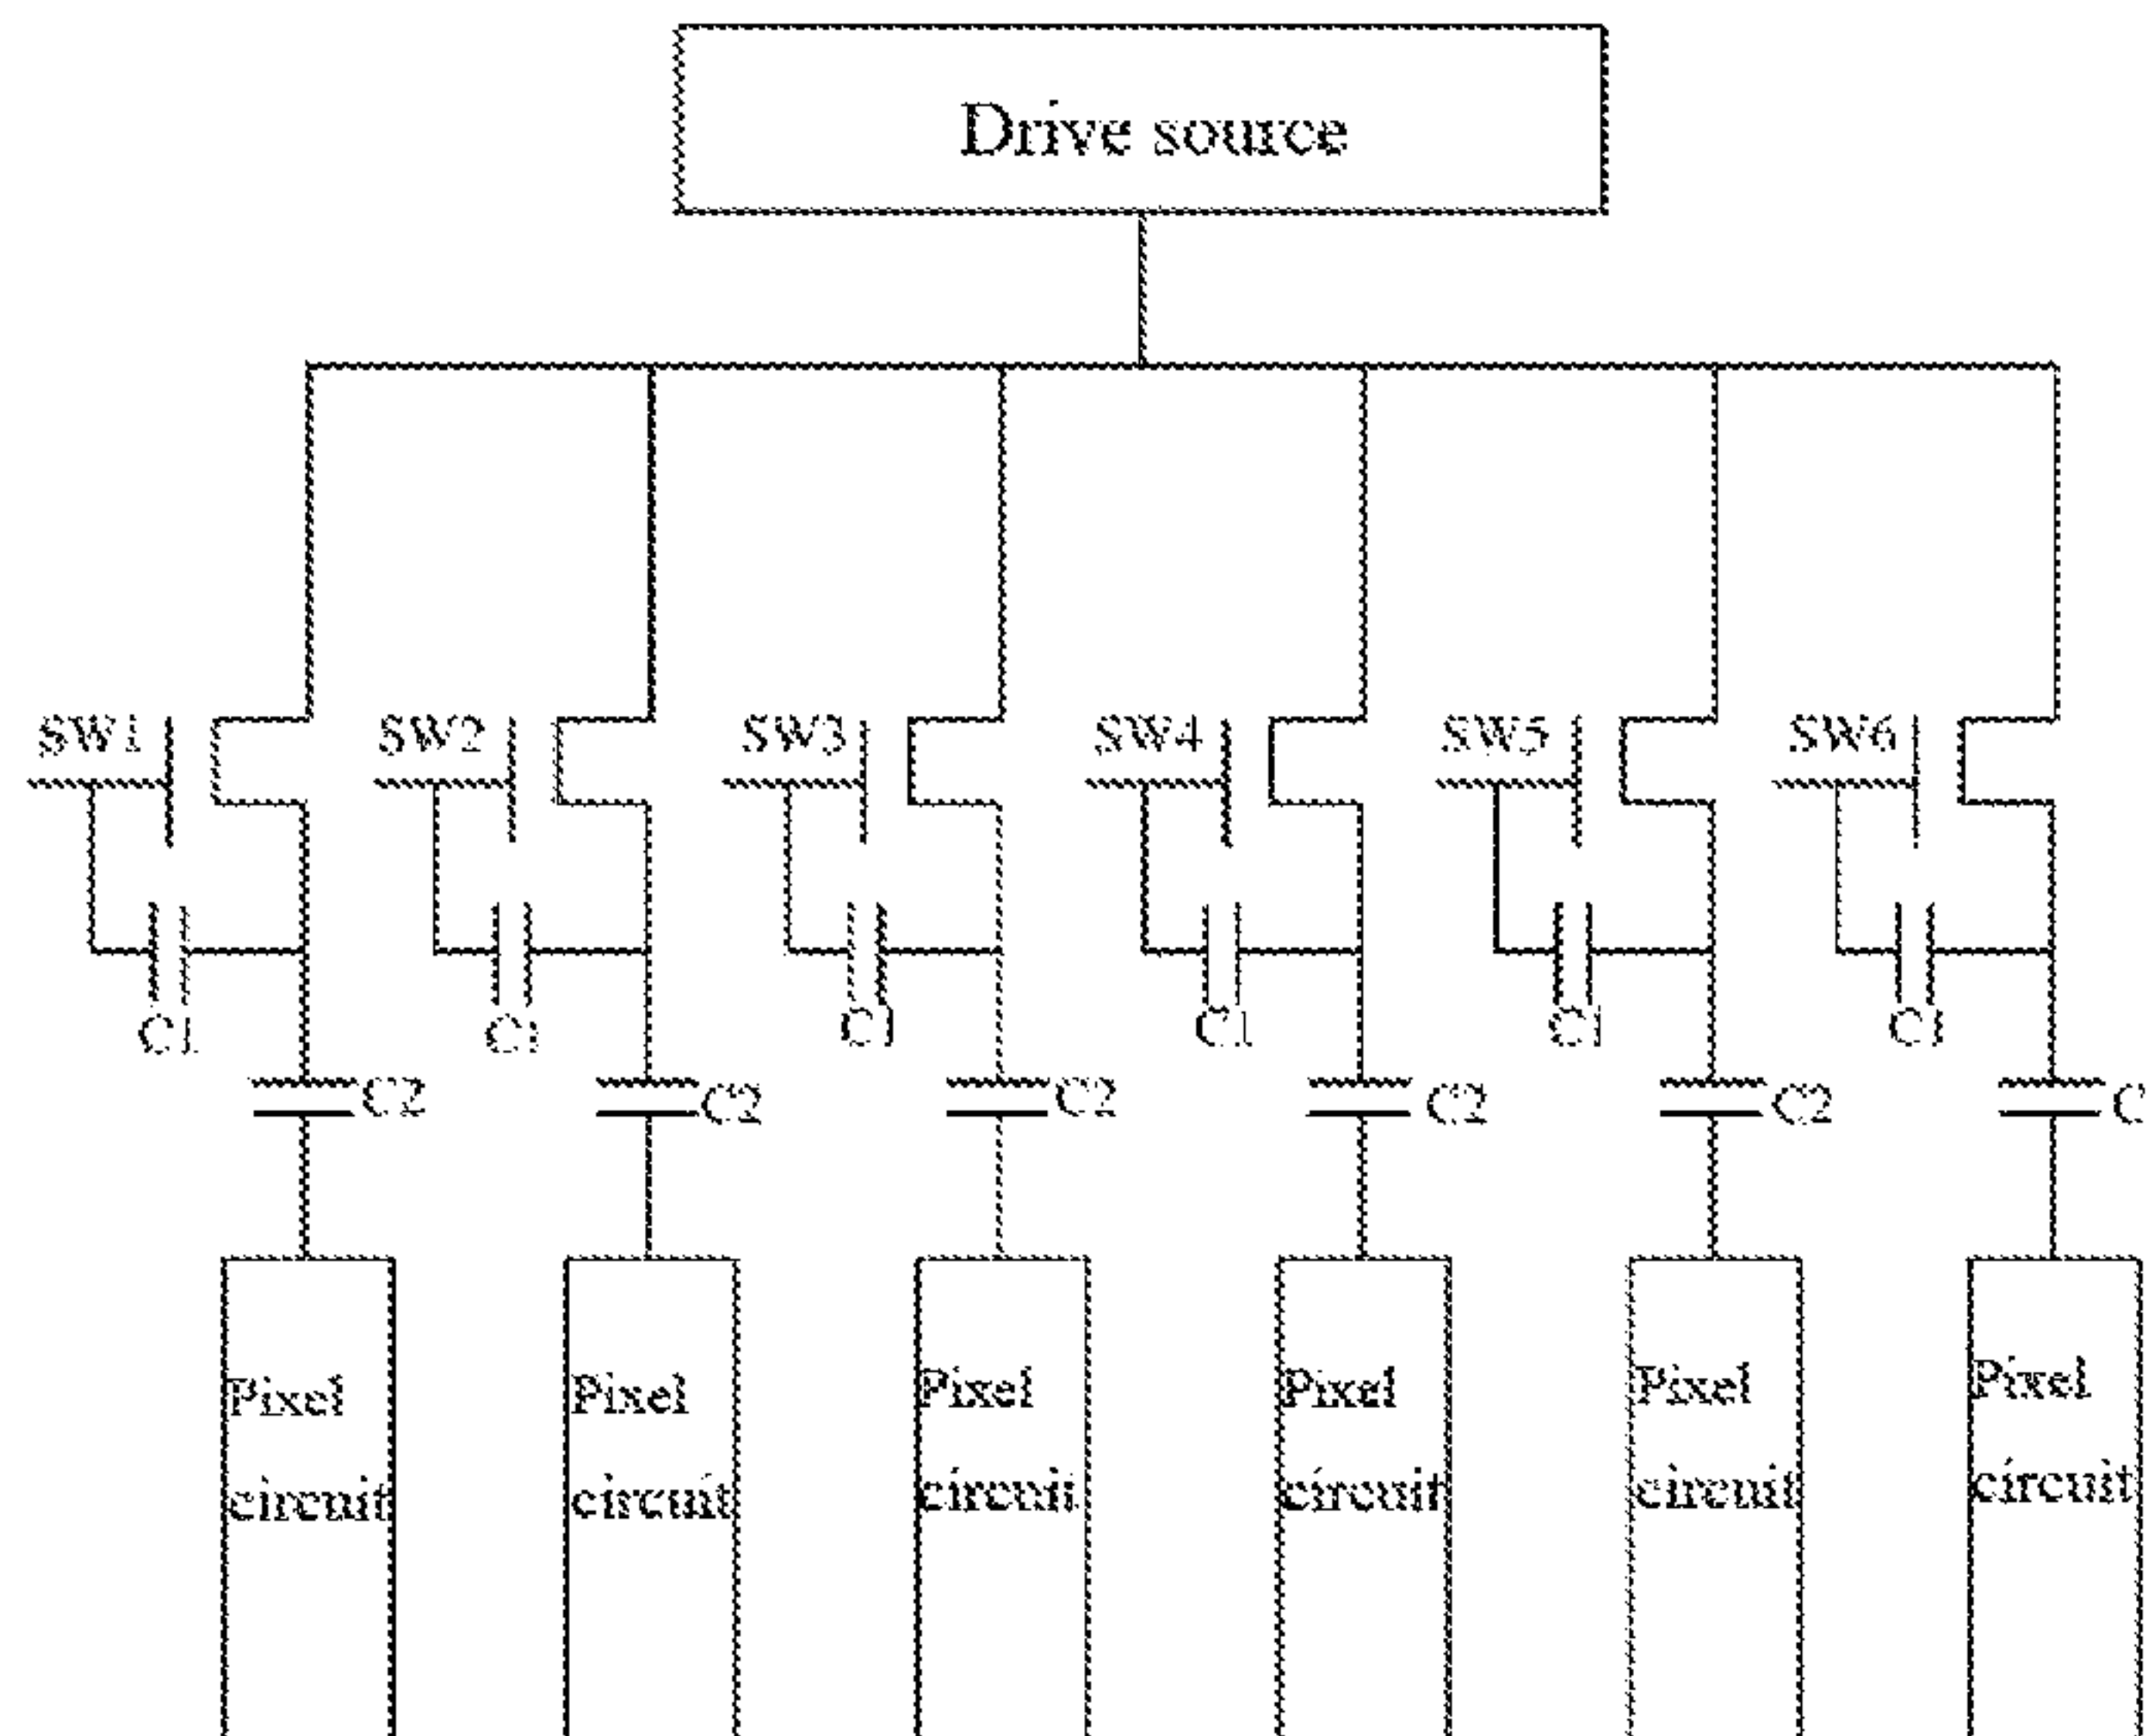 Drive source
SW1 SW2 SW3 SW4 SW5 SW6
C1 C1 C1 C1 C1 C1
C2 C2 C2 C2 C2 C
Pixel Pixel Pixel Pixel Pixel Pixel
circuit circuit circuit circuit circuit circuit